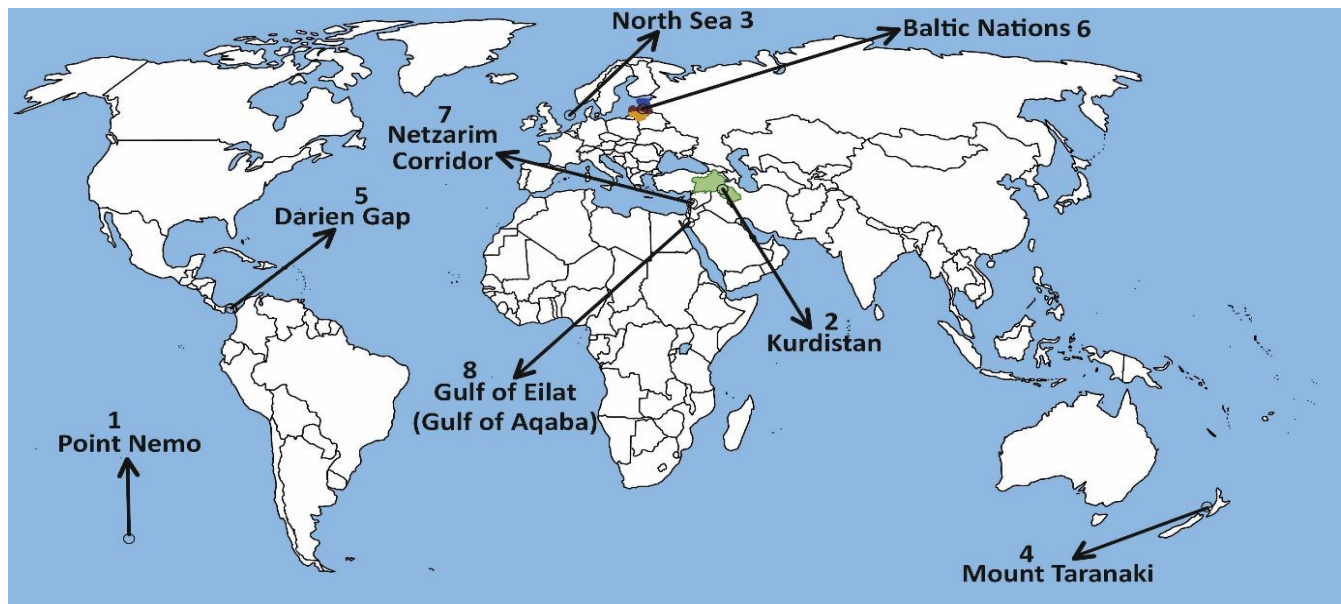 North Sea 3
Baltic Nations 6
7
Netzarim
Corridor
5
Darien Gap
2
Kurdistan
8
Gulf of Eilat
(Gulf of Aqaba)
1
Point Nemo
4
Mount Taranaki